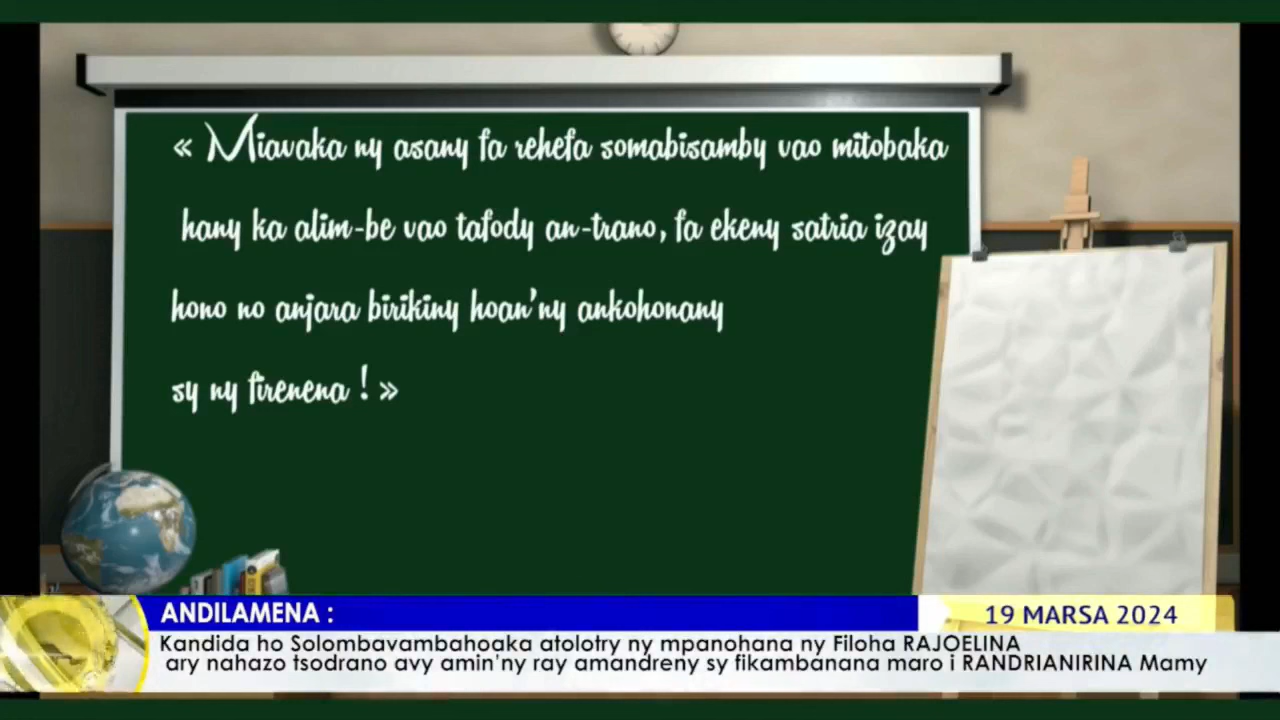 « Miavaka ny asany fa rehefa somabisamby vao mitobaka
hany ka alim-be vao tafody an-trano, fa ekeny satria izay
hono no anjara birikiny hoan'ny ankohonany
sy ny firenena ! »
ANDILAMENA :
19 MARSA 2024
Kandida ho Solombavambahoaka atolotry ny mpanohana ny Filoha RAJOELINA
ary nahazo tsodrano avy amin'ny ray amandreny sy fikambanana maro i RANDRIANIRINA Mamy